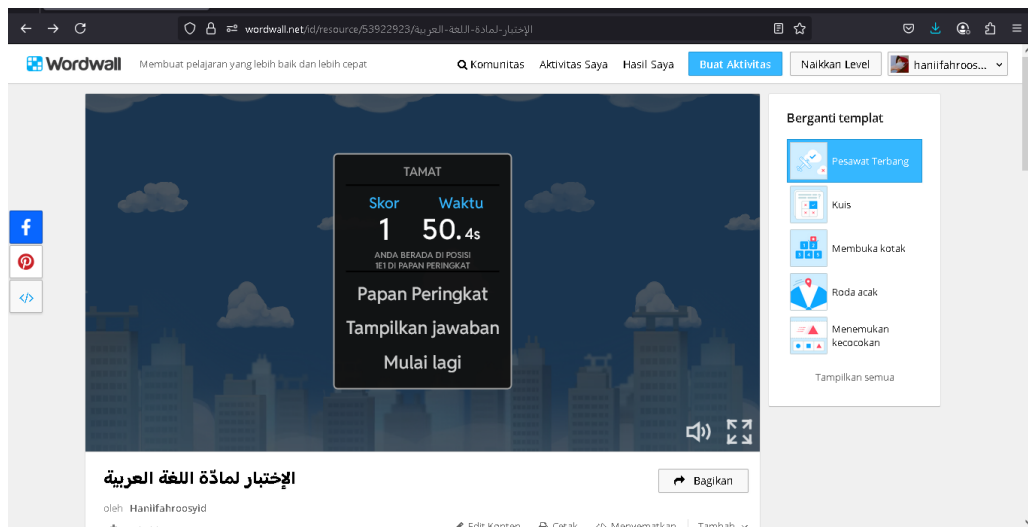 wordwall.net/id/resource/53922923/الإختبار-لمادة-اللغة-العربية
Wordwall
Membuat pelajaran yang lebih baik dan lebih cepat
Komunitas
Aktivitas Saya
Hasil Saya
Buat Aktivitas
Naikkan Level
haniifahroos...
TAMAT
Skor Waktu
1 50.4s
ANDA BERADA DI POSISI
1E1 DI PAPAN PERINGKAT
Papan Peringkat
Tampilkan jawaban
Mulai lagi
Berganti templat
Pesawat Terbang
Kuis
Membuka kotak
Roda acak
Menemukan
kecocokan
Tampilkan semua
الإختبار لمادّة اللغة العربية
Bagikan
oleh Haniifahroosyid
Edit Konten
Cetak
Menyematkan
Tambah